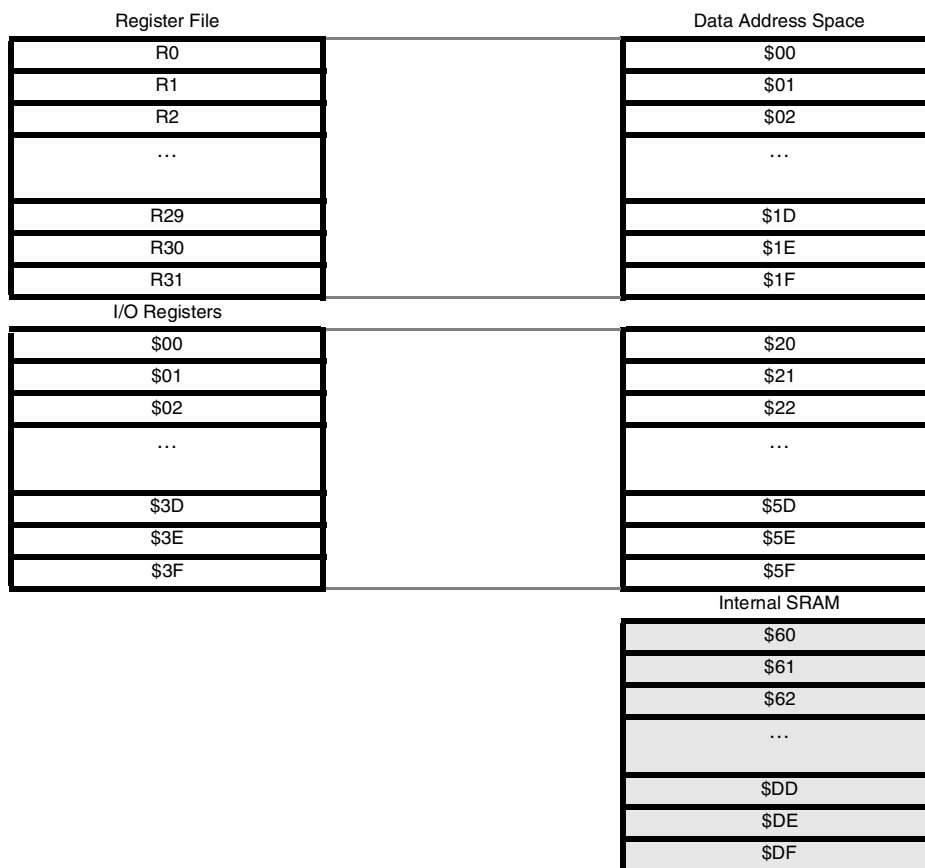 Register File Data Address Space
R0 $00
R1 $01
R2 $02
... ...
R29 $1D
R30 $1E
R31 $1F
I/O Registers
$00 $20
$01 $21
$02 $22
... ...
$3D $5D
$3E $5E
$3F $5F
Internal SRAM
$60
$61
$62
...
$DD
$DE
$DF